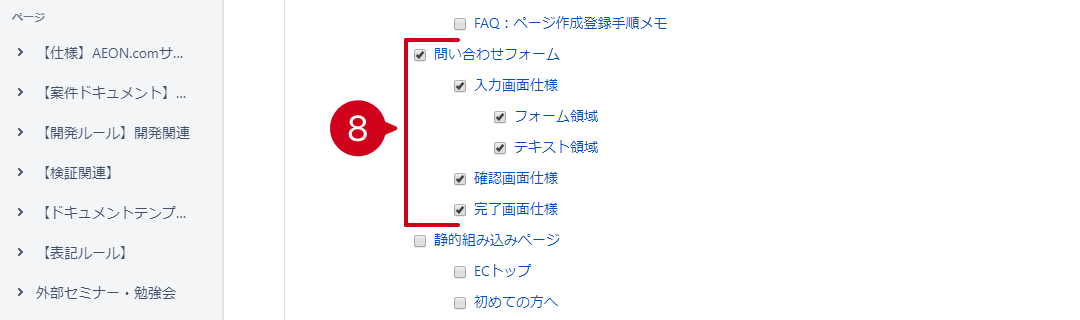 ページ
【仕様】AEON.comサ...
【案件ドキュメント】...
【開発ルール】開発関連
【検証関連】
【ドキュメントテンプ...
【表記ルール】
外部セミナー・勉強会
FAQ：ページ作成登録手順メモ
問い合わせフォーム
入力画面仕様
フォーム領域
テキスト領域
確認画面仕様
完了画面仕様
静的組み込みページ
ECトップ
初めての方へ
8